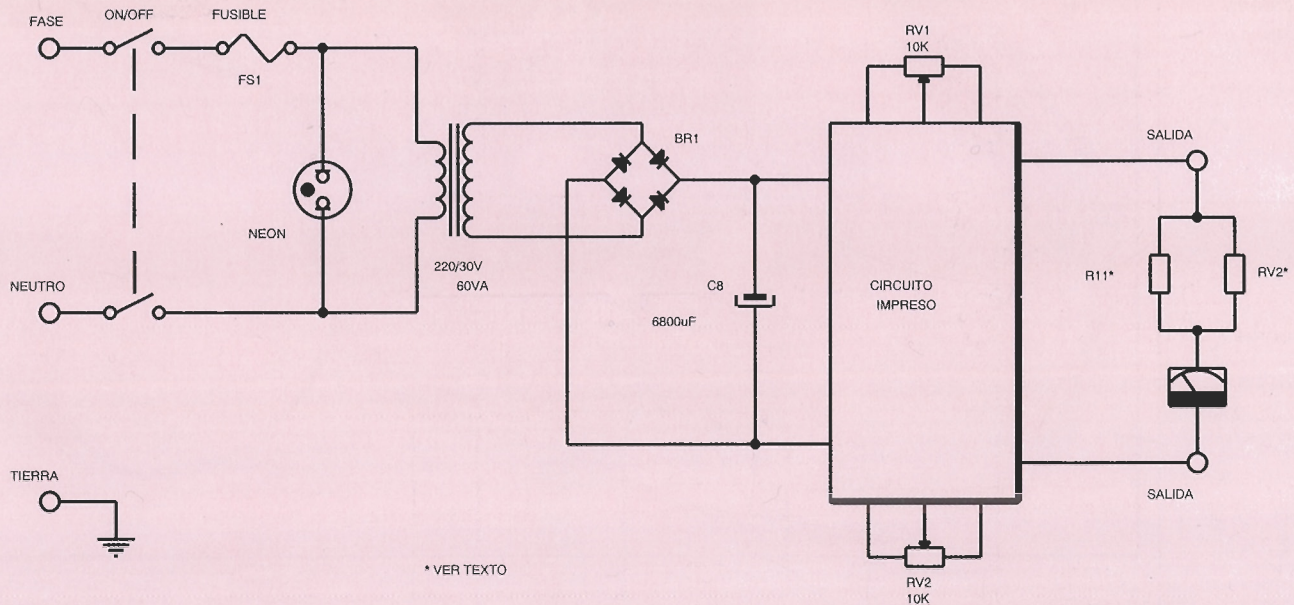 FASE
ON/OFF
FUSIBLE
FS1
NEON
NEUTRO
TIERRA
220/30V
60VA
BR1
C8
6800uF
RV1
10K
CIRCUITO
IMPRESO
RV2
10K
SALIDA
R11*
RV2*
SALIDA
* VER TEXTO